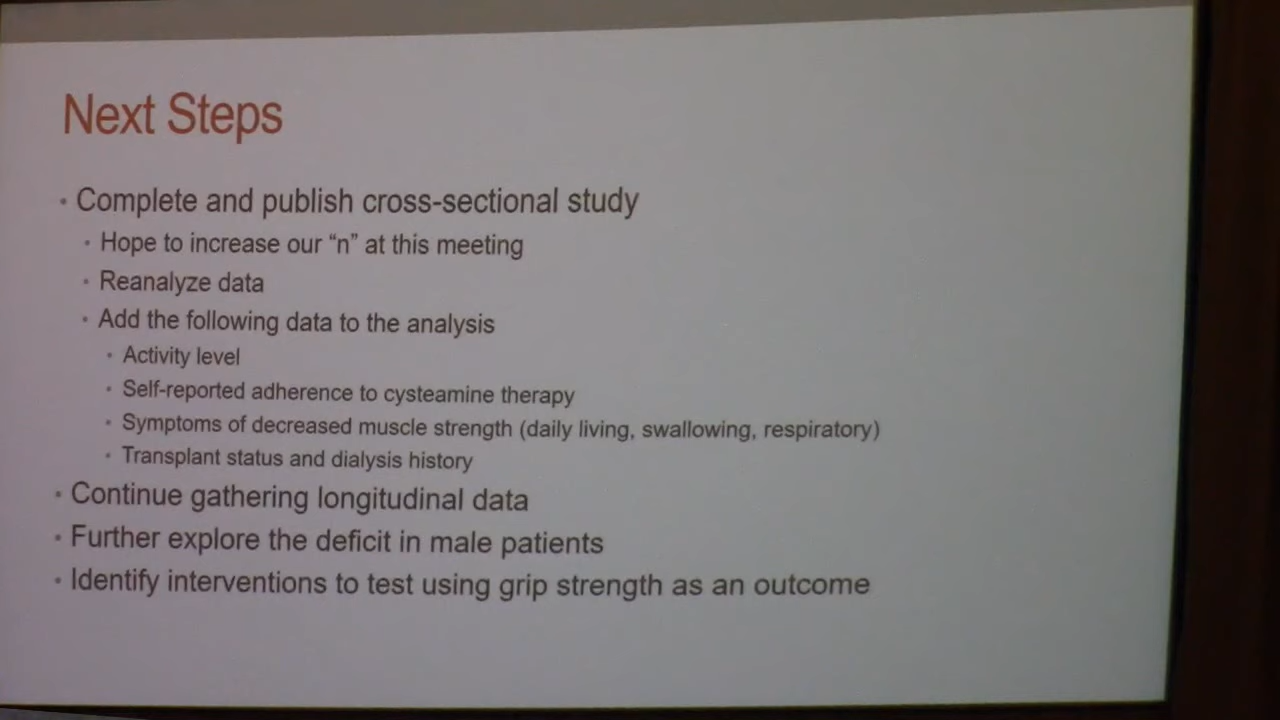 Next Steps
• Complete and publish cross-sectional study
• Hope to increase our “n” at this meeting
• Reanalyze data
• Add the following data to the analysis
• Activity level
• Self-reported adherence to cysteamine therapy
• Symptoms of decreased muscle strength (daily living, swallowing, respiratory)
• Transplant status and dialysis history
• Continue gathering longitudinal data
• Further explore the deficit in male patients
• Identify interventions to test using grip strength as an outcome